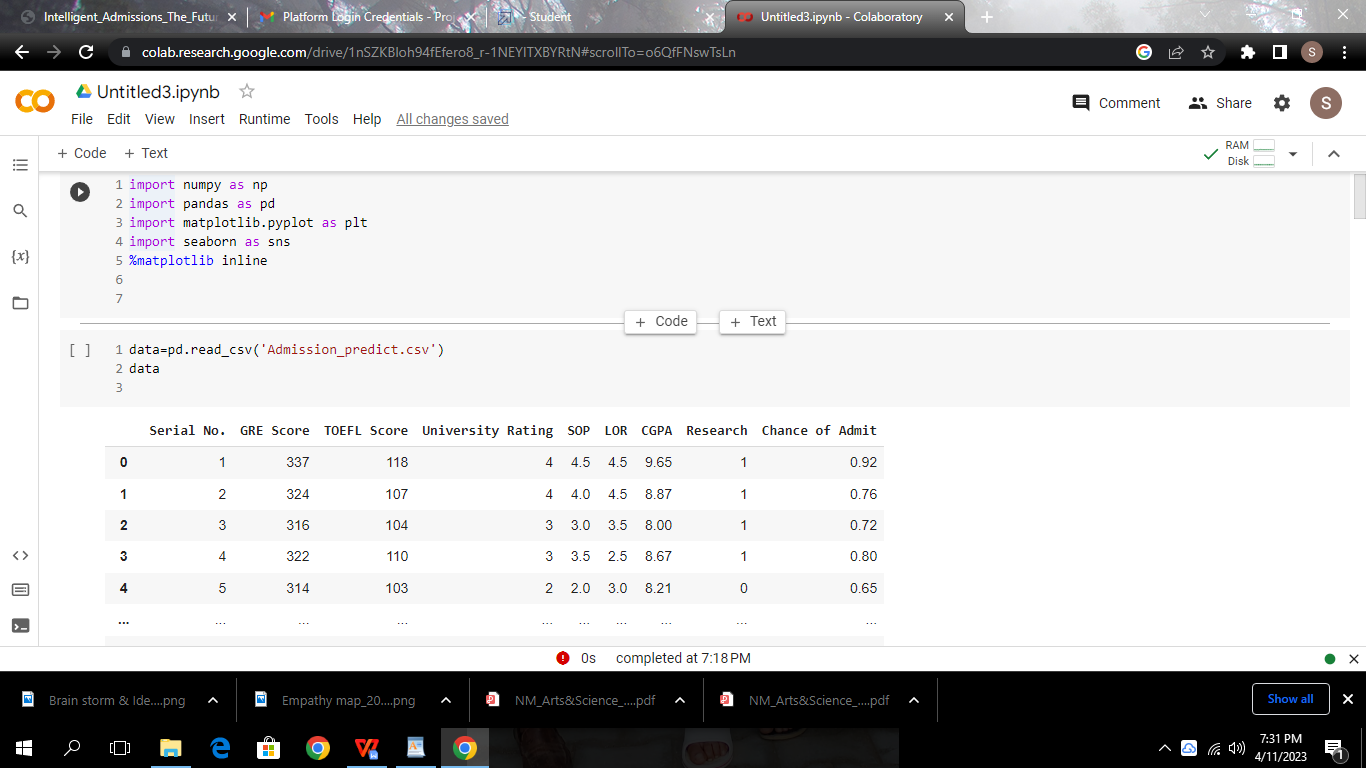 Intelligent_Admissions_The_Futu
Platform Login Credentials - Pro
- Student
Untitled3.ipynb - Colaboratory
colab.research.google.com/drive/1nSZKBloh94fEfero8_r-1NEYITXBYRtN#scrollTo=o6QfFNswTsLn
S
Untitled3.ipynb
Comment
Share
S
File Edit View Insert Runtime Tools Help All changes saved
+ Code + Text
RAM
Disk
1 import numpy as np
2 import pandas as pd
3 import matplotlib.pyplot as plt
4 import seaborn as sns
5 %matplotlib inline
6
7
+ Code + Text
[ ] 1 data=pd.read_csv('Admission_predict.csv')
2 data
3
Serial No. GRE Score TOEFL Score University Rating SOP LOR CGPA Research Chance of Admit
0 1 337 118 4 4.5 4.5 9.65 1 0.92
1 2 324 107 4 4.0 4.5 8.87 1 0.76
2 3 316 104 3 3.0 3.5 8.00 1 0.72
3 4 322 110 3 3.5 2.5 8.67 1 0.80
4 5 314 103 2 2.0 3.0 8.21 0 0.65
... ... ... ... ... ... ... ... ... ...
0s completed at 7:18 PM
Brain storm & Ide....png
Empathy map_20....png
NM_Arts&Science_....pdf
NM_Arts&Science_....pdf
Show all
7:31 PM
4/11/2023
1